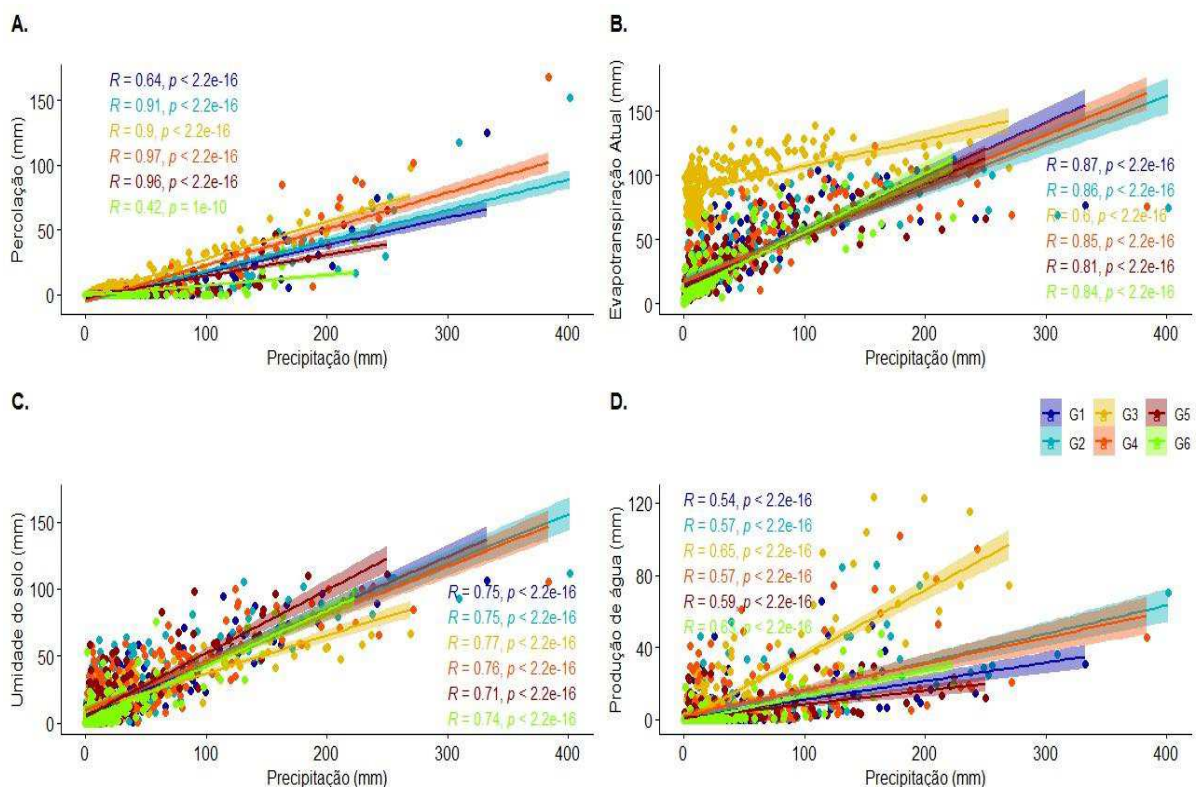 A.
Percolação (mm)
150
100
50
0
R = 0.64, p < 2.2e-16
R = 0.91, p < 2.2e-16
R = 0.9, p < 2.2e-16
R = 0.97, p < 2.2e-16
R = 0.96, p < 2.2e-16
R = 0.42, p = 1e-10
0 100 200 300 400
Precipitação (mm)
B.
Evapotranspiração Atual (mm)
150
100
50
0
R = 0.87, p < 2.2e-16
R = 0.86, p < 2.2e-16
R = 0.6, p < 2.2e-16
R = 0.85, p < 2.2e-16
R = 0.81, p < 2.2e-16
R = 0.84, p < 2.2e-16
0 100 200 300 400
Precipitação (mm)
C.
Umidade do solo (mm)
150
100
50
0
R = 0.75, p < 2.2e-16
R = 0.75, p < 2.2e-16
R = 0.77, p < 2.2e-16
R = 0.76, p < 2.2e-16
R = 0.71, p < 2.2e-16
R = 0.74, p < 2.2e-16
0 100 200 300 400
Precipitação (mm)
D.
G1 G3 G5
G2 G4 G6
Produção de água (mm)
120
80
40
0
R = 0.54, p < 2.2e-16
R = 0.57, p < 2.2e-16
R = 0.65, p < 2.2e-16
R = 0.57, p < 2.2e-16
R = 0.59, p < 2.2e-16
p < 2.2e-16
0 100 200 300 400
Precipitação (mm)